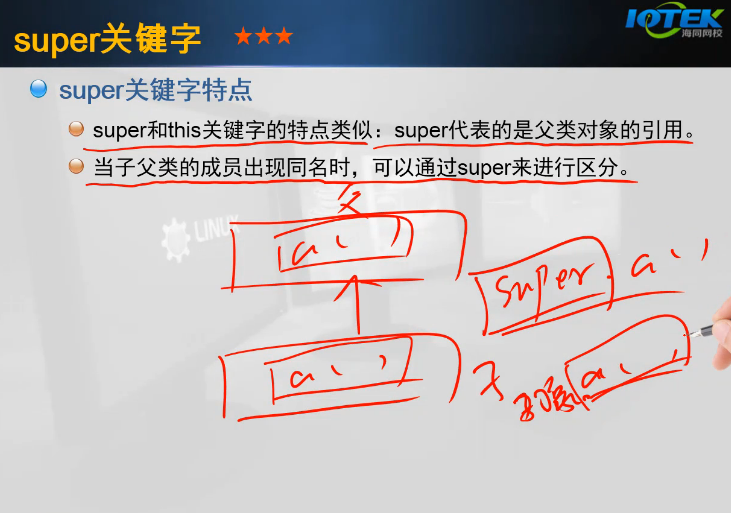 super关键字 ★★★
IOTEK
海同网校
super关键字特点
super和this关键字的特点类似：super代表的是父类对象的引用。
当子父类的成员出现同名时，可以通过super来进行区分。
LINUX
父
a( )
super. a( )
a( )
子
a( )